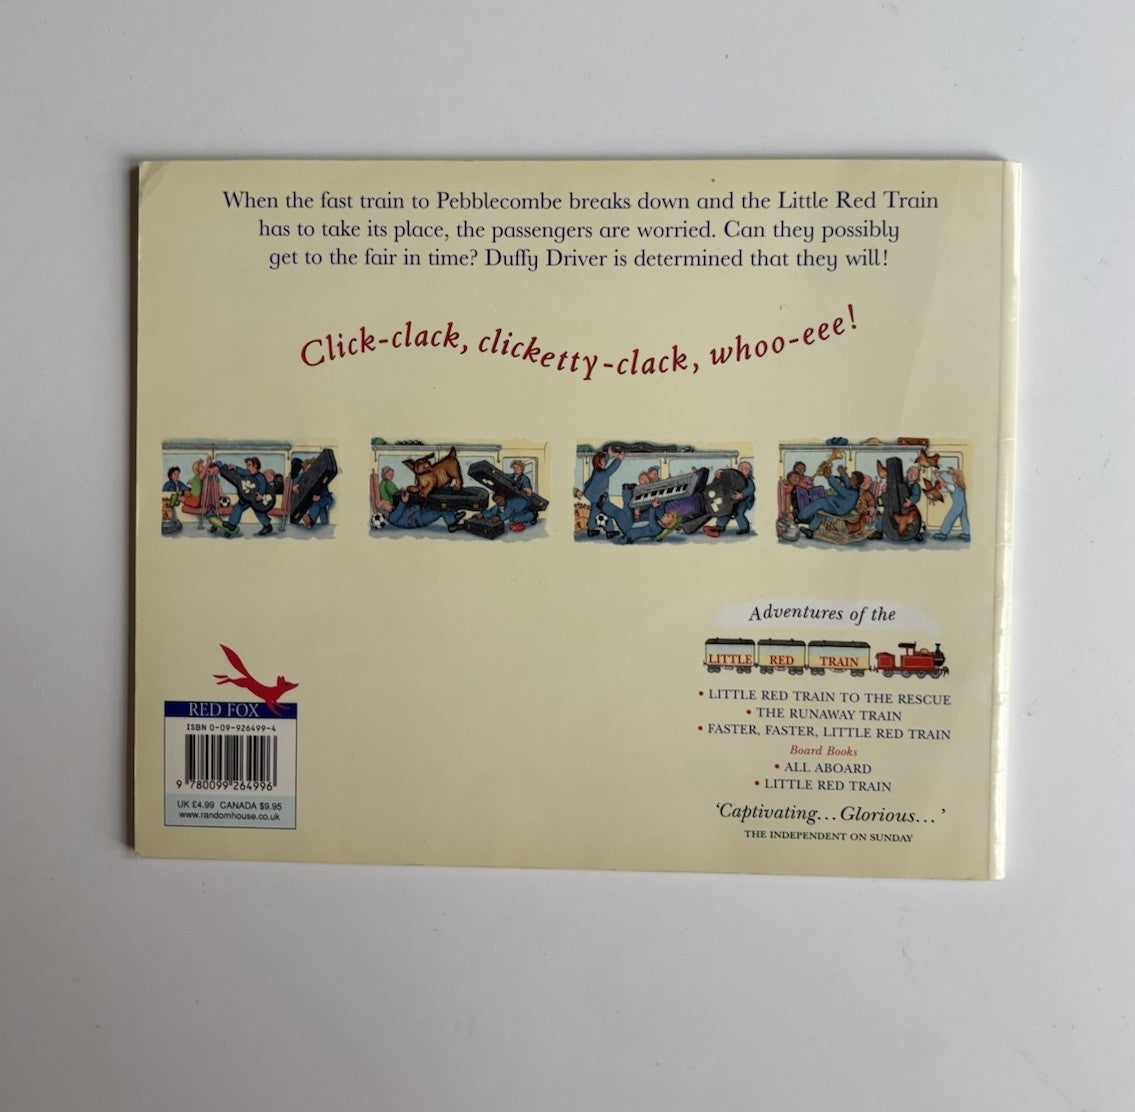 When the fast train to Pebblecombe breaks down and the Little Red Train
has to take its place, the passengers are worried. Can they possibly
get to the fair in time? Duffy Driver is determined that they will!
Click-clack, clicketty-clack, whoo-eee!
Adventures of the
LITTLE RED TRAIN
• LITTLE RED TRAIN TO THE RESCUE
• THE RUNAWAY TRAIN
• FASTER, FASTER, LITTLE RED TRAIN
Board Books
• ALL ABOARD
• LITTLE RED TRAIN
‘Captivating... Glorious... ’
THE INDEPENDENT ON SUNDAY
RED FOX
ISBN 0-09-926499-4
9 780099 264996
UK £4.99 CANADA $9.95
www.randomhouse.co.uk